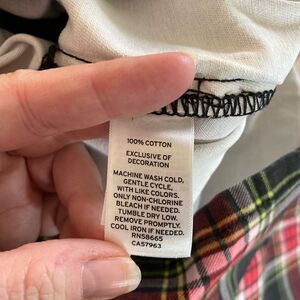 100% COTTON
EXCLUSIVE OF
DECORATION
MACHINE WASH COLD,
GENTLE CYCLE,
WITH LIKE COLORS.
ONLY NON-CHLORINE
BLEACH IF NEEDED.
TUMBLE DRY LOW.
REMOVE PROMPTLY.
COOL IRON IF NEEDED.
RN58665
CA57963